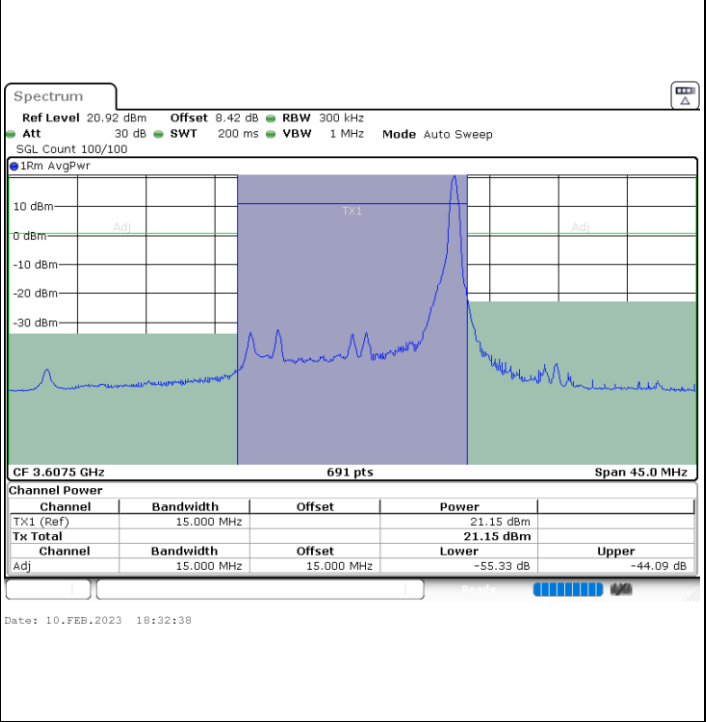 Spectrum
Ref Level 20.92 dBm Offset 8.42 dB RBW 300 kHz
Att 30 dB SWT 200 ms VBW 1 MHz Mode Auto Sweep
SGL Count 100/100
1Rm AvgPwr
10 dBm
TX1
Adj Adj
0 dBm
-10 dBm
-20 dBm
-30 dBm
CF 3.6075 GHz 691 pts Span 45.0 MHz
Channel Power
Channel Bandwidth Offset Power
TX1 (Ref) 15.000 MHz 21.15 dBm
Tx Total 21.15 dBm
Channel Bandwidth Offset Lower Upper
Adj 15.000 MHz 15.000 MHz -55.33 dB -44.09 dB
Ready
Date: 10.FEB.2023 18:32:38